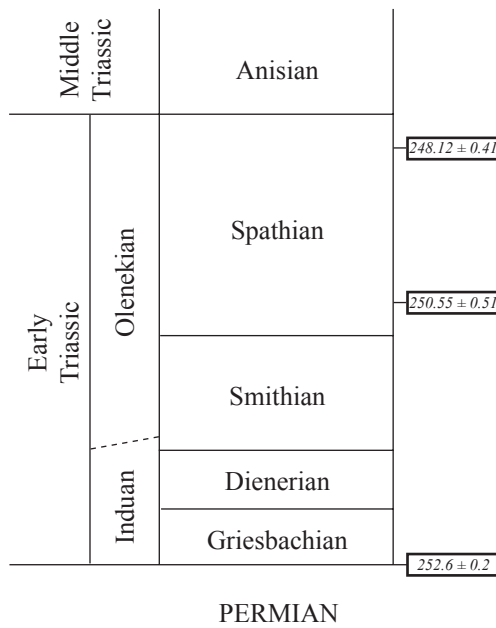 Middle
Triassic
Anisian
248.12 ± 0.41
Early
Triassic
Olenekian
Spathian
250.55 ± 0.51
Smithian
Induan
Dienerian
Griesbachian
252.6 ± 0.2
PERMIAN